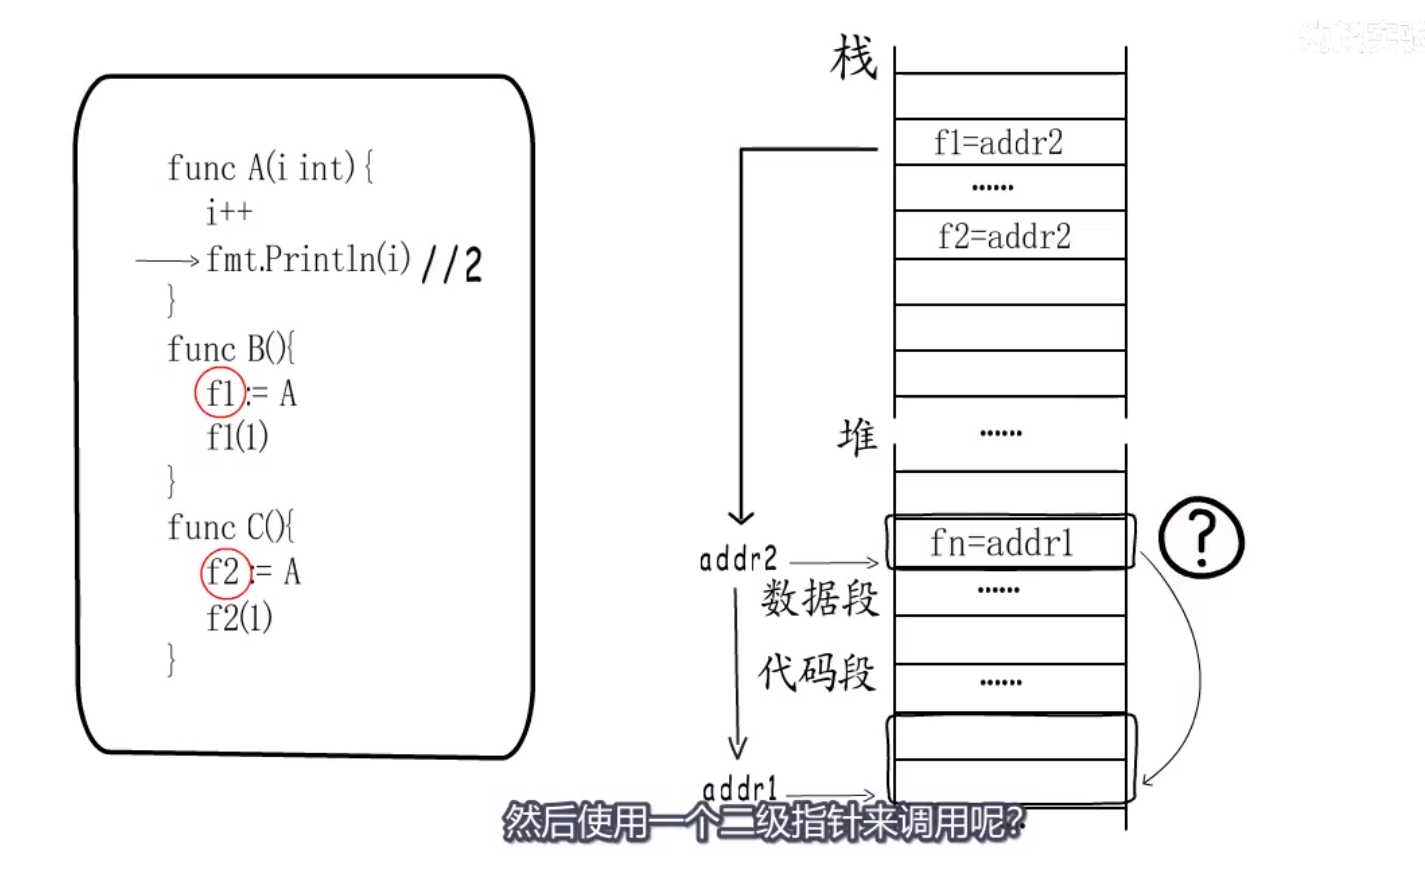 func A(i int) {
i++
fmt.Println(i) //2
}
func B(){
f1 := A
f1(1)
}
func C(){
f2 := A
f2(1)
}
栈
f1=addr2
......
f2=addr2
堆
......
fn=addr1
?
addr2
数据段
......
代码段
......
addr1
然后使用一个二级指针来调用呢?